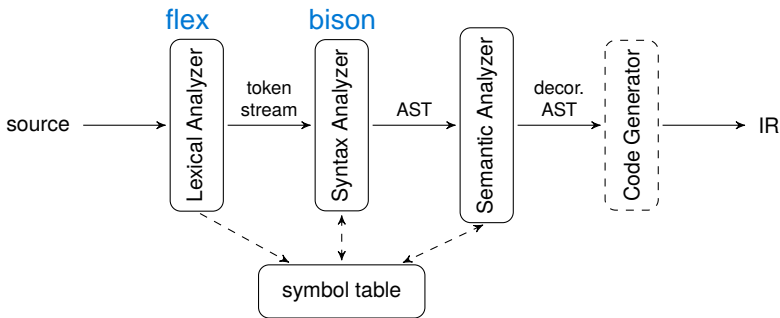 flex
bison
source
Lexical Analyzer
token
stream
Syntax Analyzer
AST
Semantic Analyzer
decor.
AST
Code Generator
IR
symbol table